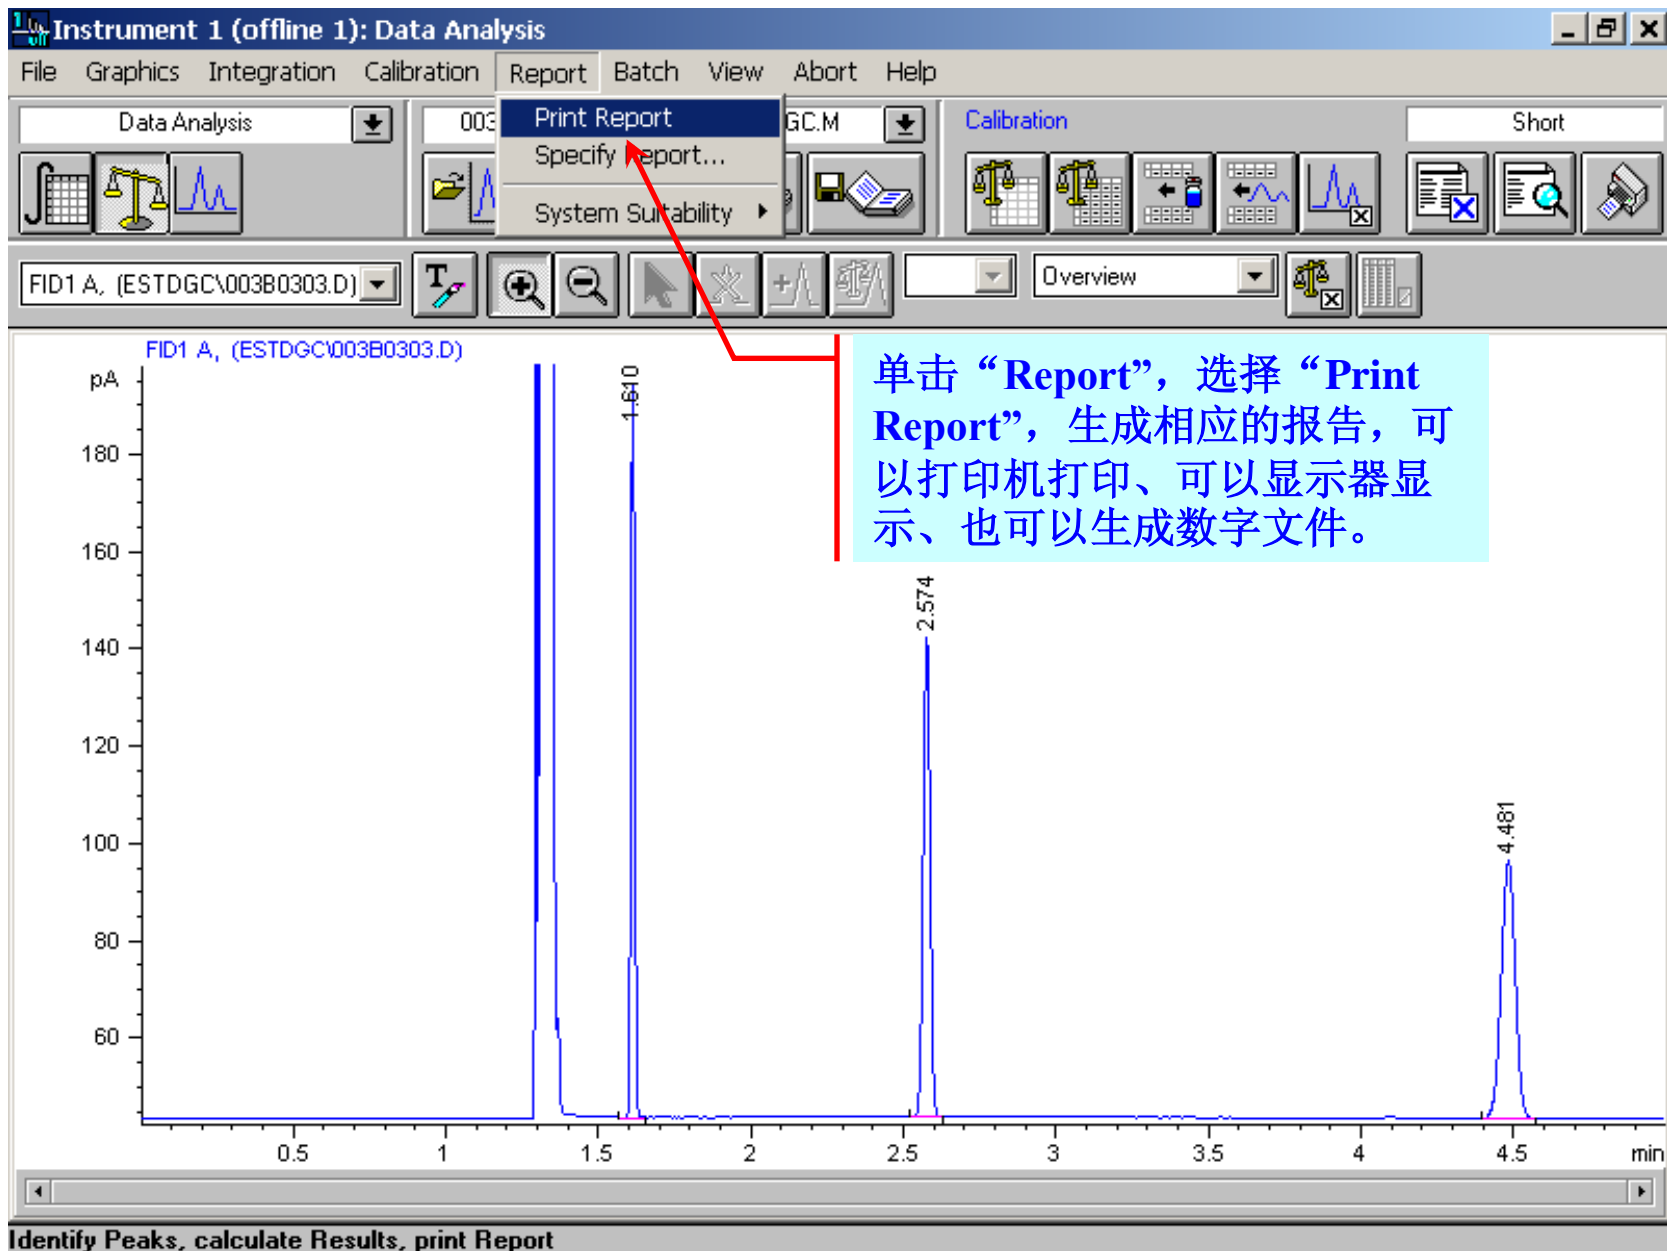 Instrument 1 (offline 1): Data Analysis
File Graphics Integration Calibration Report Batch View Abort Help
Data Analysis
003
GC.M
Calibration
Short
Print Report
Specify Report...
System Suitability
FID1 A, (ESTDGC\003B0303.D)
Overview
FID1 A, (ESTDGC\003B0303.D)
pA
180
160
140
120
100
80
60
1.610
2.574
4.481
单击“Report”，选择“Print
Report”，生成相应的报告，可
以打印机打印、可以显示器显
示、也可以生成数字文件。
0.5 1 1.5 2 2.5 3 3.5 4 4.5 min
Identify Peaks, calculate Results, print Report